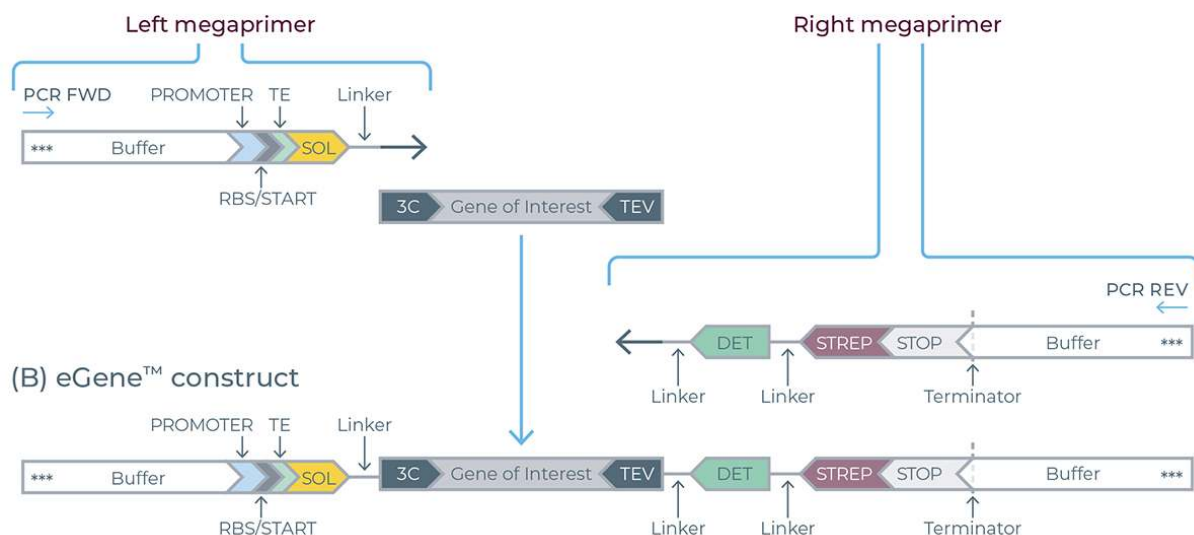 Left megaprimer
Right megaprimer
PCR FWD
PROMOTER
TE
Linker
*** Buffer
SOL
RBS/START
3C
Gene of Interest
TEV
PCR REV
DET
STREP
STOP
Buffer ***
Linker
Linker
Terminator
(B) eGene™ construct
PROMOTER
TE
Linker
*** Buffer
SOL
3C
Gene of Interest
TEV
DET
STREP
STOP
Buffer ***
RBS/START
Linker
Linker
Terminator